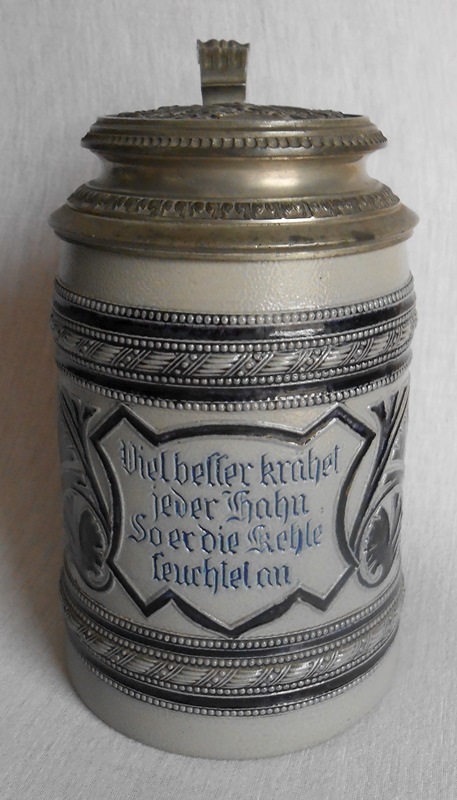 Viel besser krähet
jeder Hahn
So er die Kehle
feuchtet an